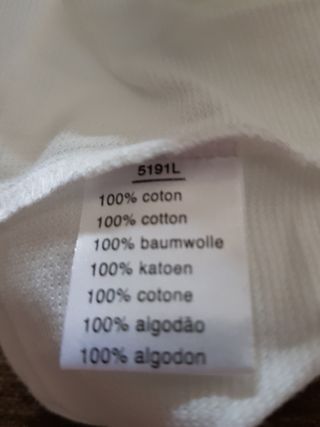 5191L
100% coton
100% cotton
100% baumwolle
100% katoen
100% cotone
100% algodão
100% algodon